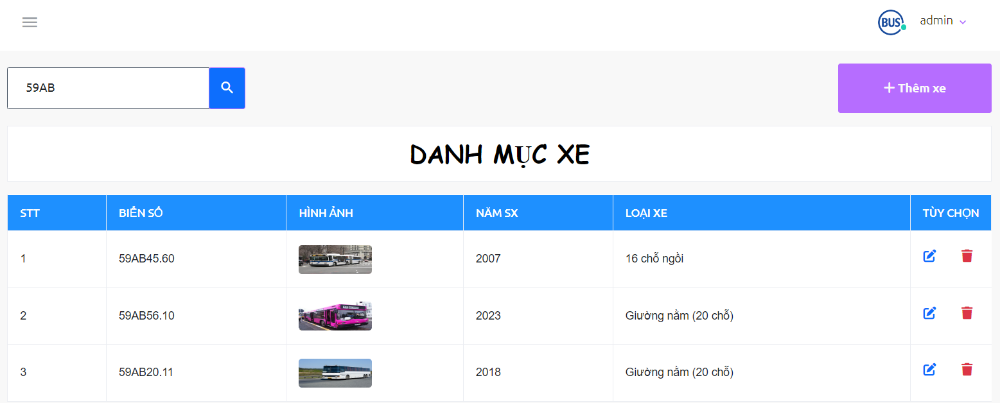 BUS admin
59AB
+ Thêm xe
DANH MỤC XE
STT BIỂN SỐ HÌNH ẢNH NĂM SX LOẠI XE TÙY CHỌN
1 59AB45.60 2007 16 chỗ ngồi
2 59AB56.10 2023 Giường nằm (20 chỗ)
3 59AB20.11 2018 Giường nằm (20 chỗ)